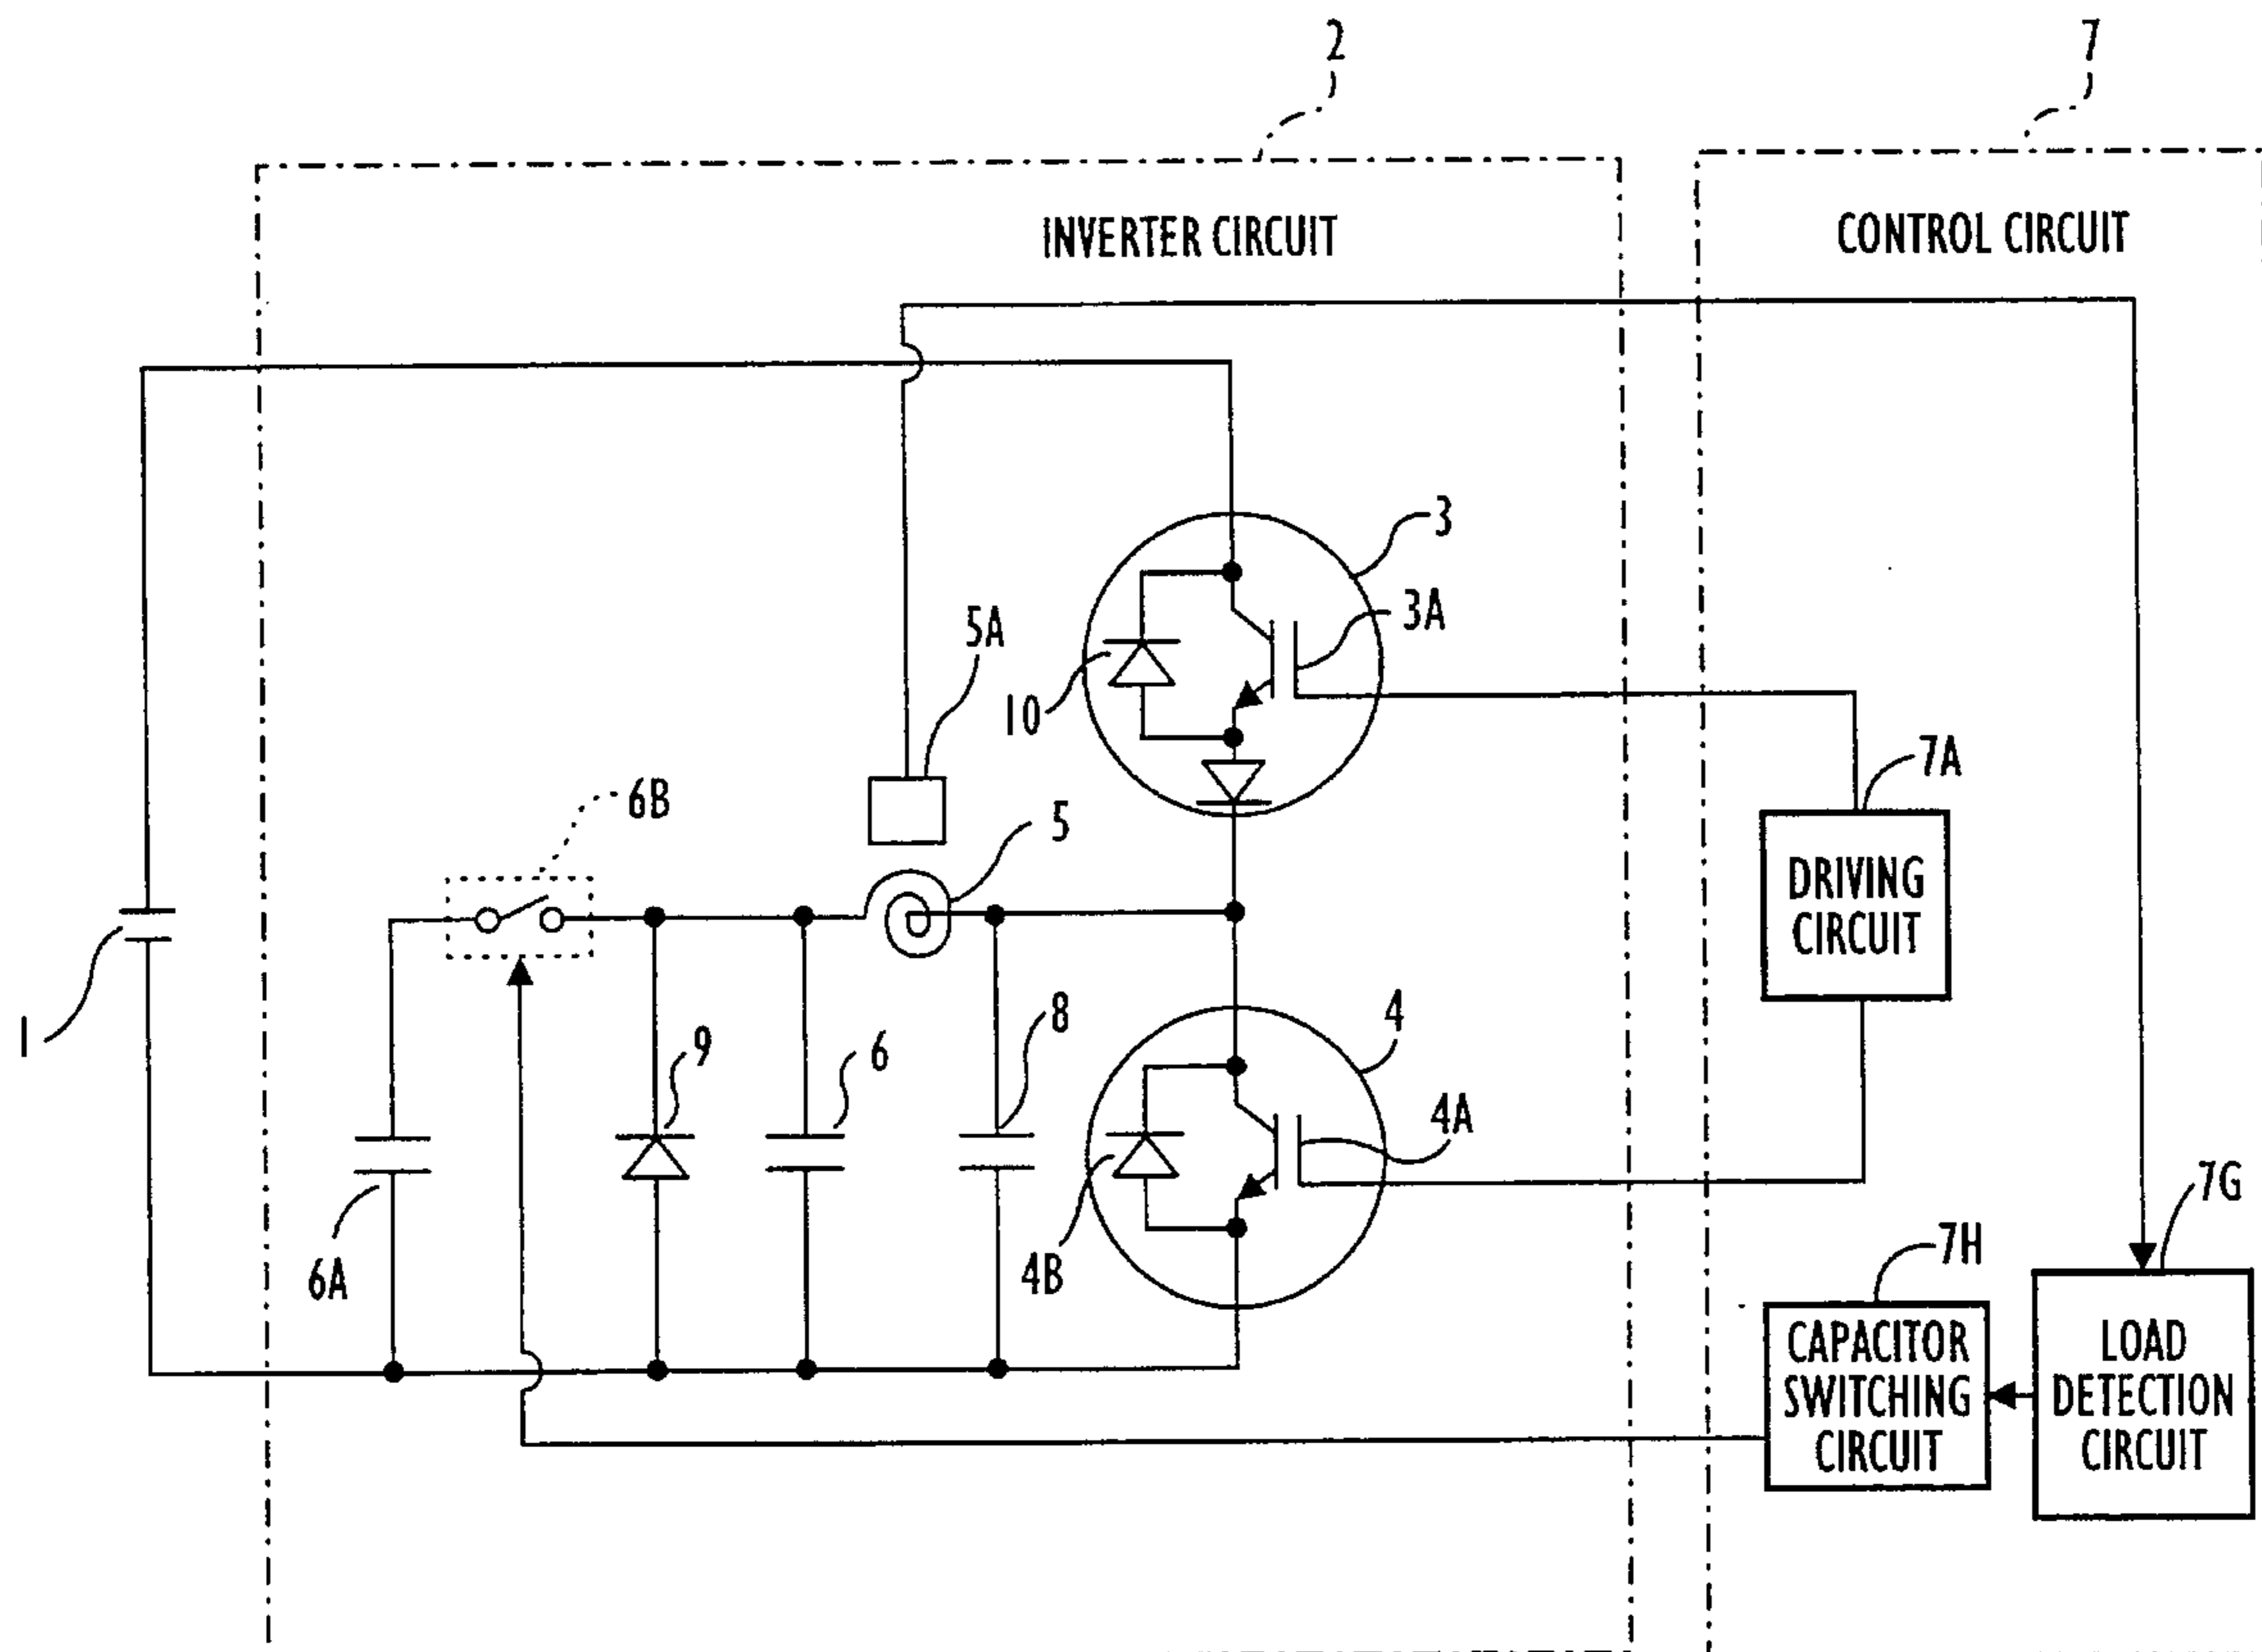 2
7
INVERTER CIRCUIT
CONTROL CIRCUIT
3
3A
5A
10
7A
6B
5
DRIVING
CIRCUIT
1
9
6
8
4
4A
7G
6A
4B
7H
CAPACITOR
SWITCHING
CIRCUIT
LOAD
DETECTION
CIRCUIT